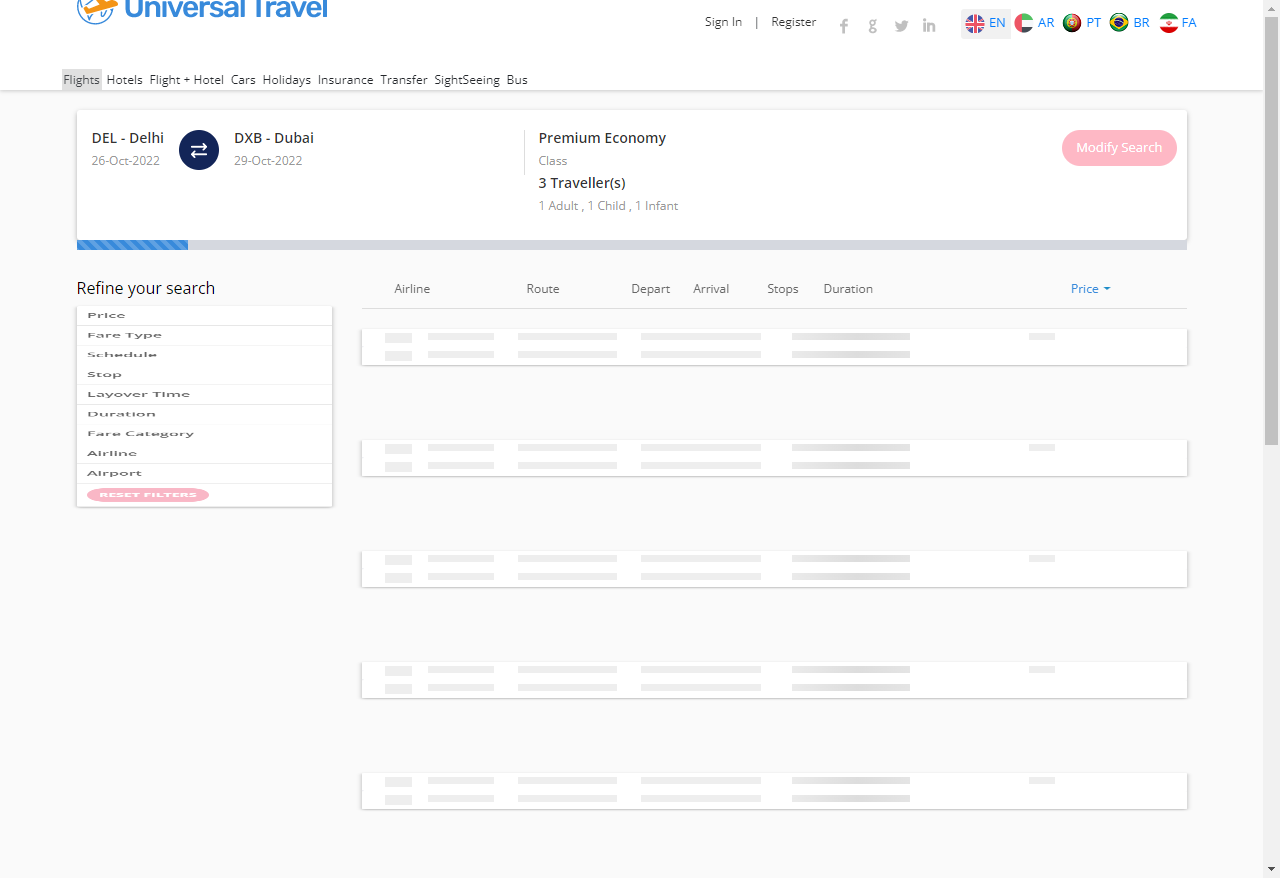 Universal Travel
Sign In | Register
EN AR PT BR FA
Flights Hotels Flight + Hotel Cars Holidays Insurance Transfer SightSeeing Bus
DEL - Delhi
26-Oct-2022
DXB - Dubai
29-Oct-2022
Premium Economy
Class
3 Traveller(s)
1 Adult , 1 Child , 1 Infant
Modify Search
Refine your search
Price
Fare Type
Schedule
Stop
Layover Time
Duration
Fare Category
Airline
Airport
RESET FILTERS
Airline Route Depart Arrival Stops Duration Price